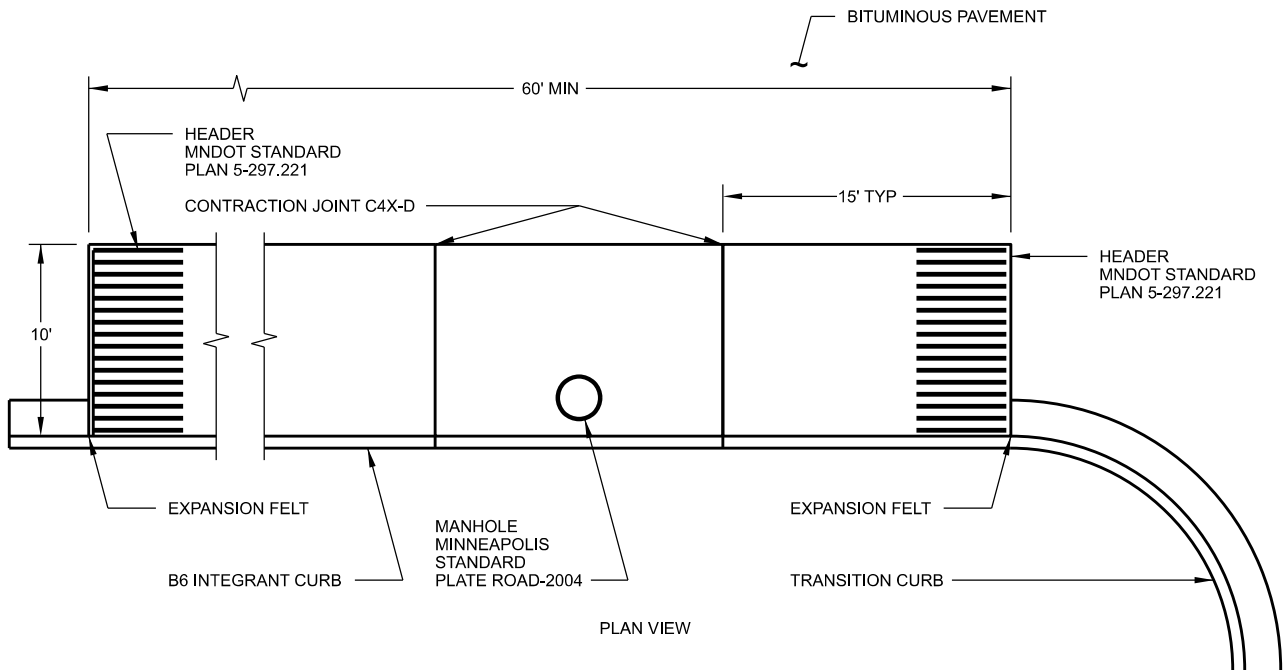 BITUMINOUS PAVEMENT
~
60' MIN
HEADER
MNDOT STANDARD
PLAN 5-297.221
15' TYP
CONTRACTION JOINT C4X-D
HEADER
MNDOT STANDARD
PLAN 5-297.221
10'
EXPANSION FELT
EXPANSION FELT
MANHOLE
MINNEAPOLIS
STANDARD
PLATE ROAD-2004
B6 INTEGRANT CURB
TRANSITION CURB
PLAN VIEW